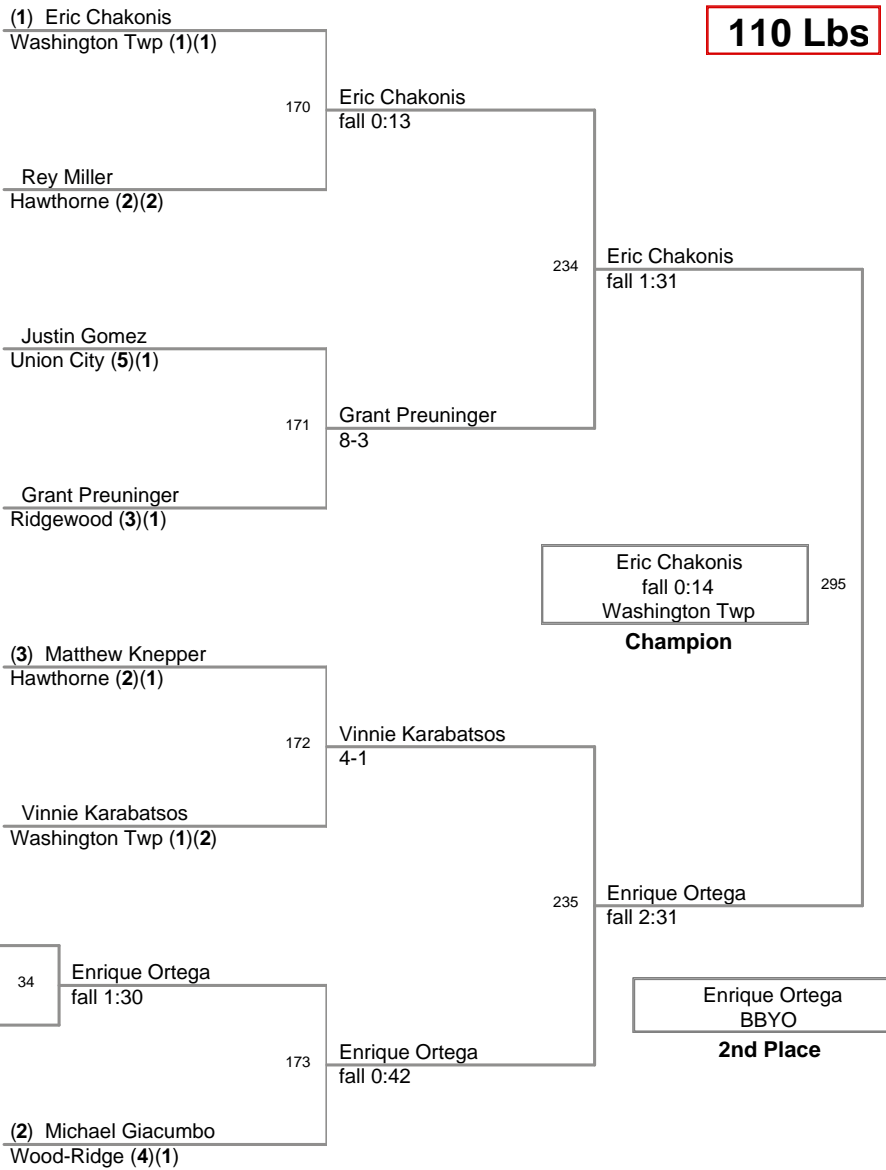 (1) Eric Chakonis
Washington Twp (1)(1)
110 Lbs
170
Eric Chakonis
fall 0:13
Rey Miller
Hawthorne (2)(2)
234
Eric Chakonis
fall 1:31
Justin Gomez
Union City (5)(1)
171
Grant Preuninger
8-3
Grant Preuninger
Ridgewood (3)(1)
Eric Chakonis
fall 0:14
Washington Twp
295
Champion
(3) Matthew Knepper
Hawthorne (2)(1)
172
Vinnie Karabatsos
4-1
Vinnie Karabatsos
Washington Twp (1)(2)
235
Enrique Ortega
fall 2:31
34
Enrique Ortega
fall 1:30
Enrique Ortega
BBYO
2nd Place
173
Enrique Ortega
fall 0:42
(2) Michael Giacumbo
Wood-Ridge (4)(1)